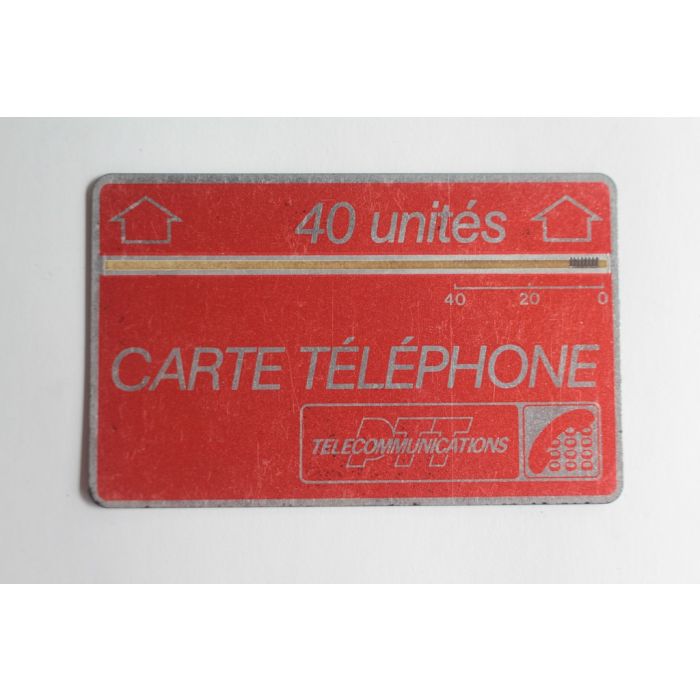 40 unités
40 20 0
CARTE TÉLÉPHONE
PTT
TELECOMMUNICATIONS